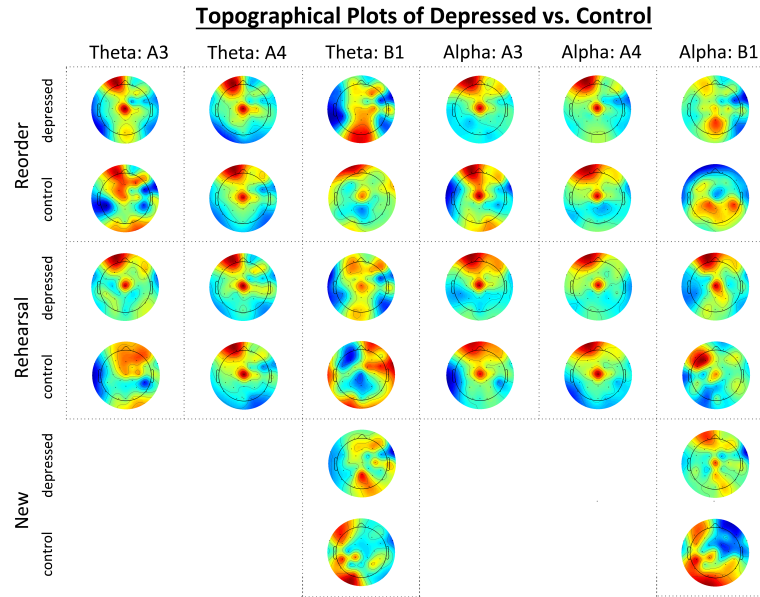 Topographical Plots of Depressed vs. Control
Theta: A3 Theta: A4 Theta: B1 Alpha: A3 Alpha: A4 Alpha: B1
Reorder
depressed
control
Rehearsal
depressed
control
New
depressed
control